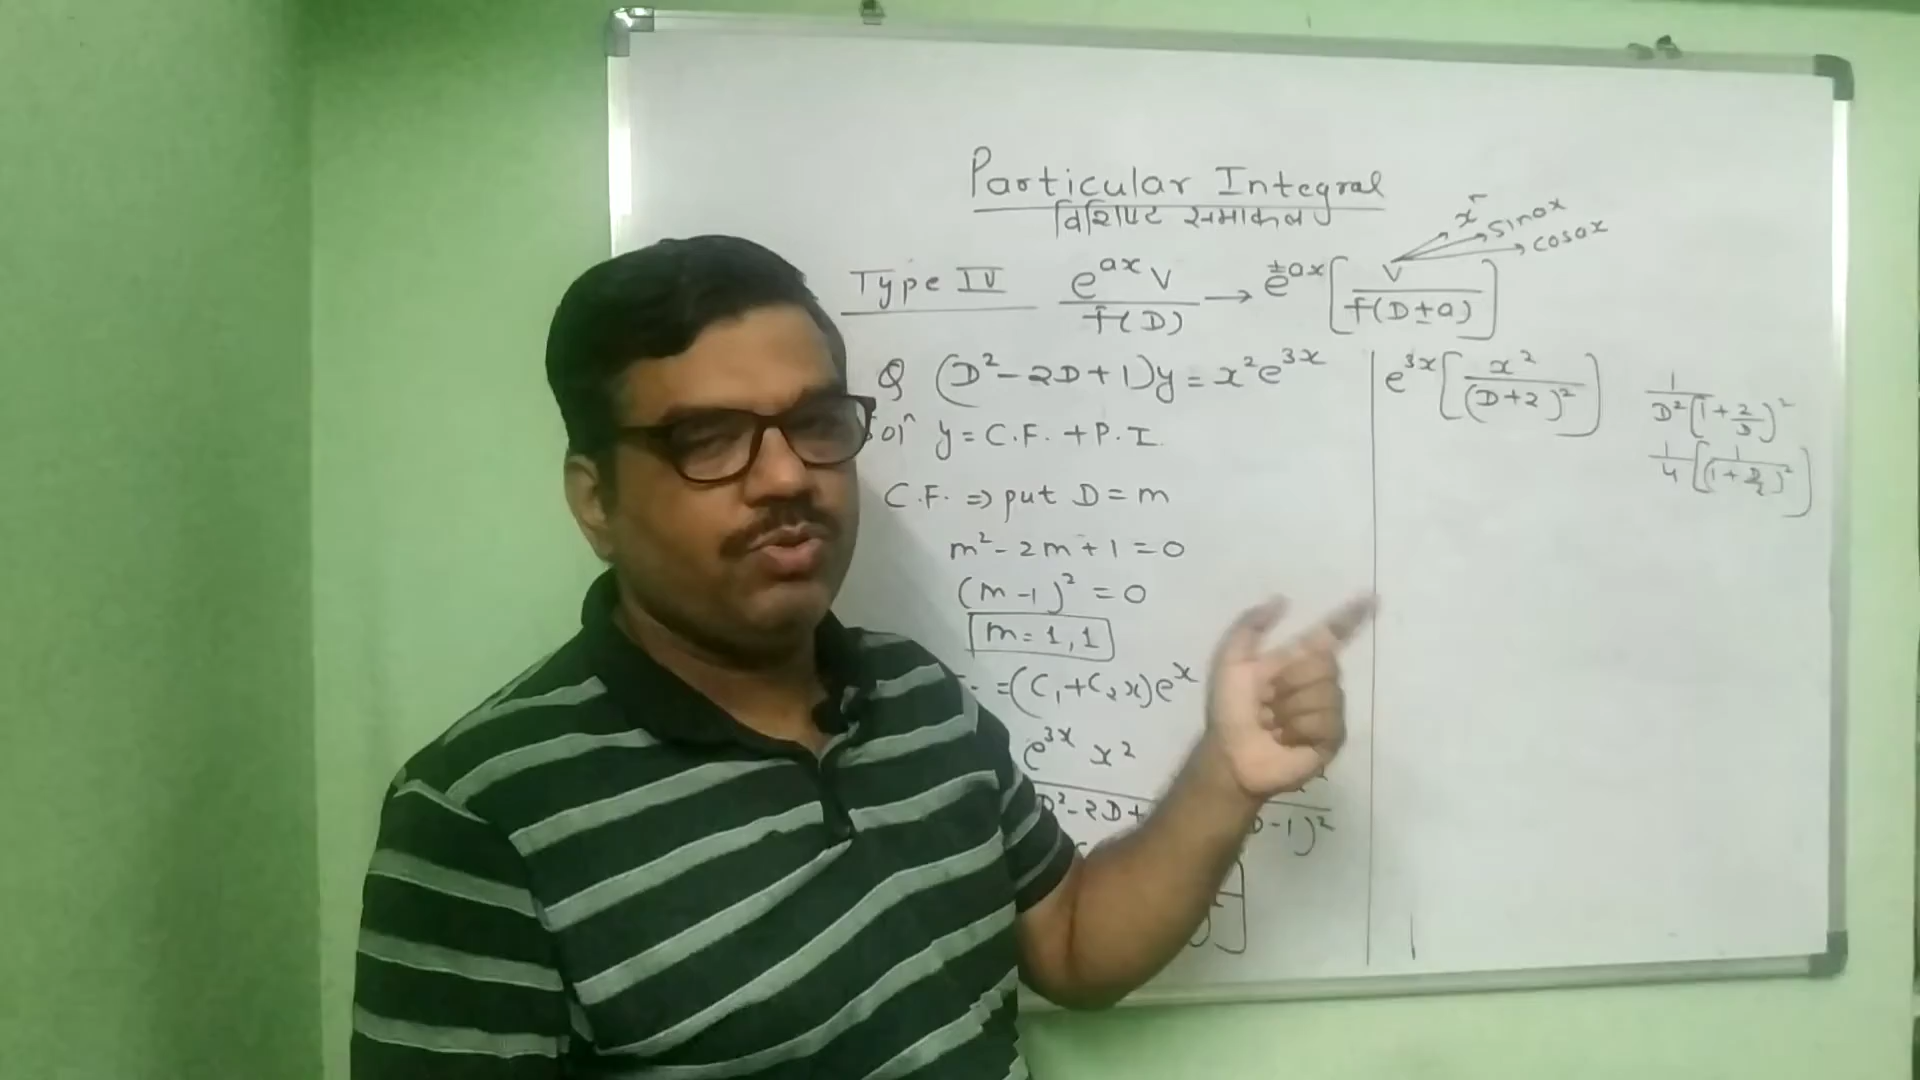 Particular Integral
विशिष्ट समाकल
Type IV e^{ax} V / f(D) → e^{±ax} [ V / f(D±a) ]
x^r
sinax
cosax
Q (D²-2D+1)y = x²e^{3x}
Solⁿ y = C.F. + P.I.
C.F. ⇒ put D = m
m² - 2m + 1 = 0
(m-1)² = 0
m = 1, 1
= (C₁+C₂x)e^x
e^{3x} x²
D²-2D+
D-1)²
e^{3x} [ x² / (D+2)² ]
1 / D²(1+2/D)²
1/4 [ 1 / (1+D/2)² ]